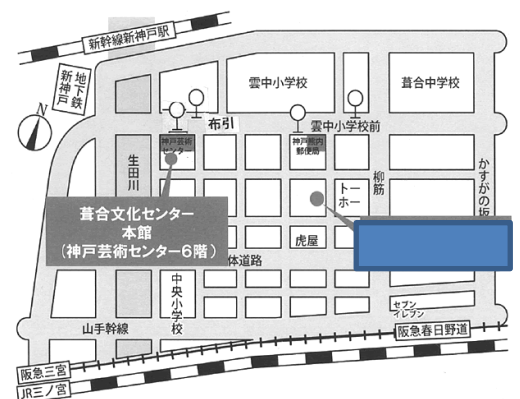 新幹線新神戸駅
地下鉄
新神戸
N
雲中小学校
葺合中学校
布引
雲中小学校前
神戸芸術
センター
神戸熊内
郵便局
生田川
柳筋
かすがの坂
トー
ホー
葺合文化センター
本館
(神戸芸術センター6階)
虎屋
体道路
中央小学校
セブン
イレブン
山手幹線
阪急春日野道
阪急三宮
JR三ノ宮